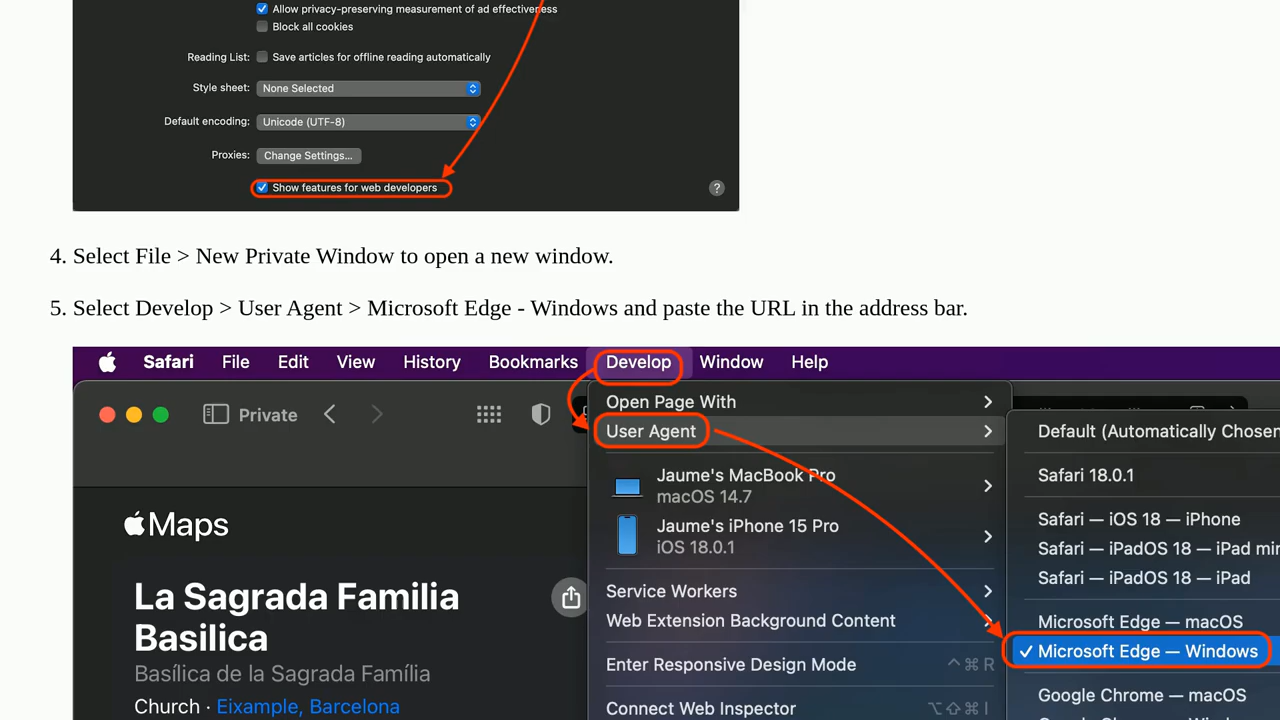 Allow privacy-preserving measurement of ad effectiveness
Block all cookies
Reading List: Save articles for offline reading automatically
Style sheet: None Selected
Default encoding: Unicode (UTF-8)
Proxies: Change Settings...
Show features for web developers
?
4. Select File > New Private Window to open a new window.
5. Select Develop > User Agent > Microsoft Edge - Windows and paste the URL in the address bar.
Safari File Edit View History Bookmarks Develop Window Help
Private
Open Page With
User Agent
Jaume's MacBook Pro
macOS 14.7
Jaume's iPhone 15 Pro
iOS 18.0.1
Service Workers
Web Extension Background Content
Enter Responsive Design Mode ^⌘R
Connect Web Inspector ⌥⇧⌘I
Default (Automatically Chosen
Safari 18.0.1
Safari — iOS 18 — iPhone
Safari — iPadOS 18 — iPad mini
Safari — iPadOS 18 — iPad
Microsoft Edge — macOS
✓ Microsoft Edge — Windows
Google Chrome — macOS
Maps
La Sagrada Familia
Basilica
Basílica de la Sagrada Família
Church · Eixample, Barcelona